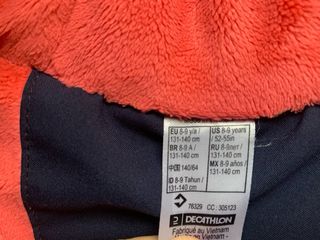 EU 8-9 y/a /
131-140 cm
BR 8-9 A /
131-140 cm
中国 140/64
ID 8-9 Tahun /
131-140 cm
US 8-9 years
/ 52-55in
RU 8-9лет /
131-140 cm
MX 8-9 años /
131-140 cm
76329 CC : 305123
2 DECATHLON
Fabriqué au Vietnam